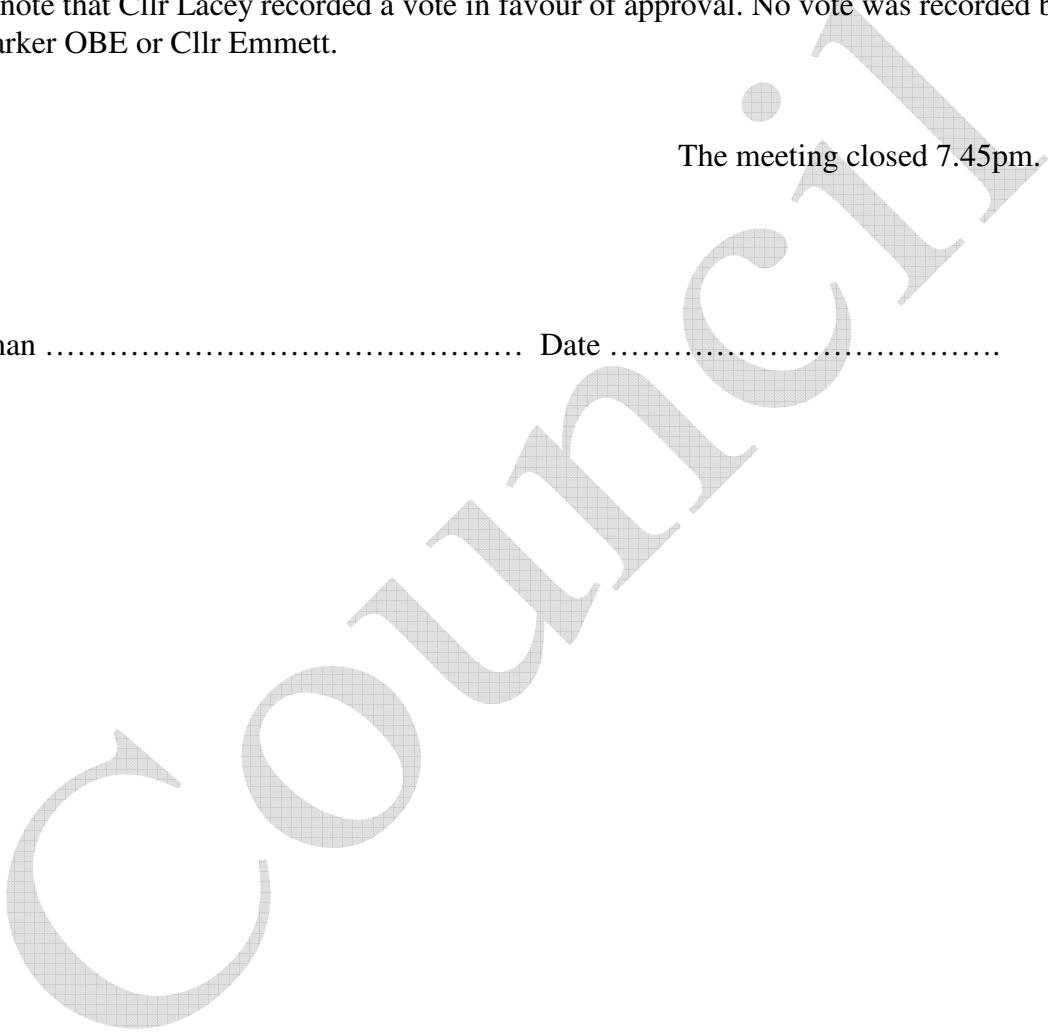 note that Cllr Lacey recorded a vote in favour of approval. No vote was recorded
arker OBE or Cllr Emmett.
The meeting closed 7.45pm.
nan ………………………………………… Date …………………………………
Council